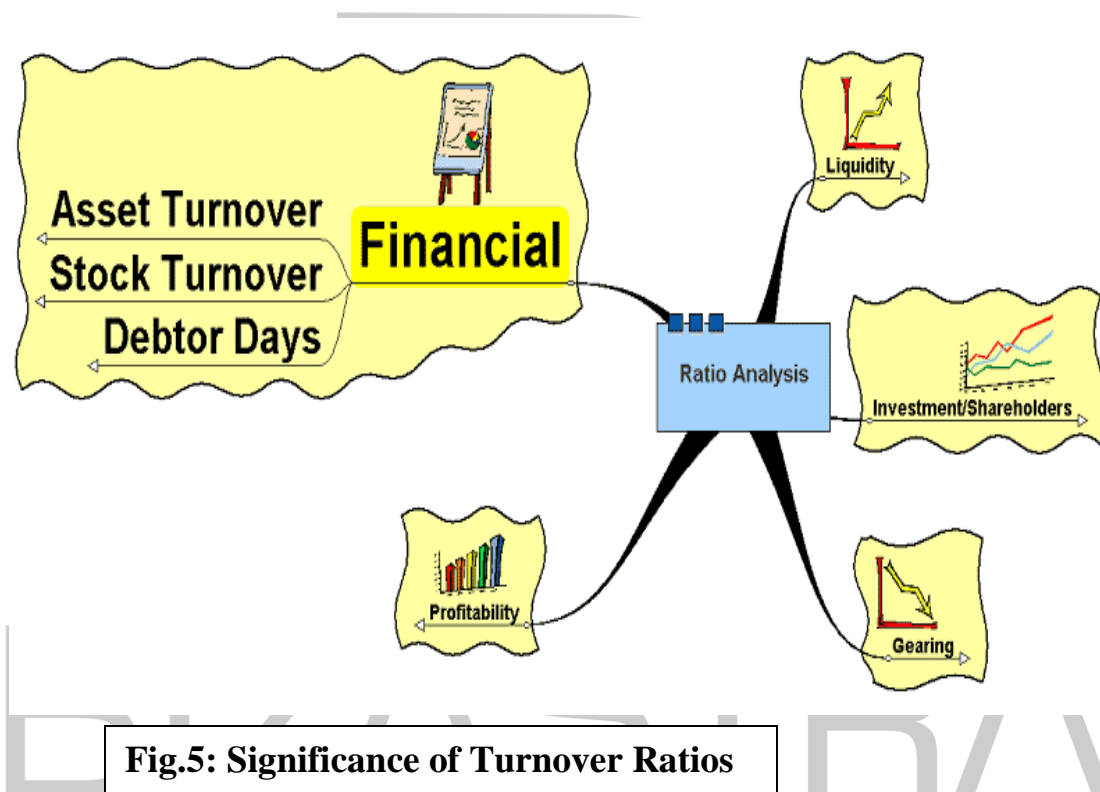 Liquidity
Asset Turnover
Financial
Stock Turnover
Debtor Days
Ratio Analysis
Investment/Shareholders
Profitability
Gearing
Fig.5: Significance of Turnover Ratios